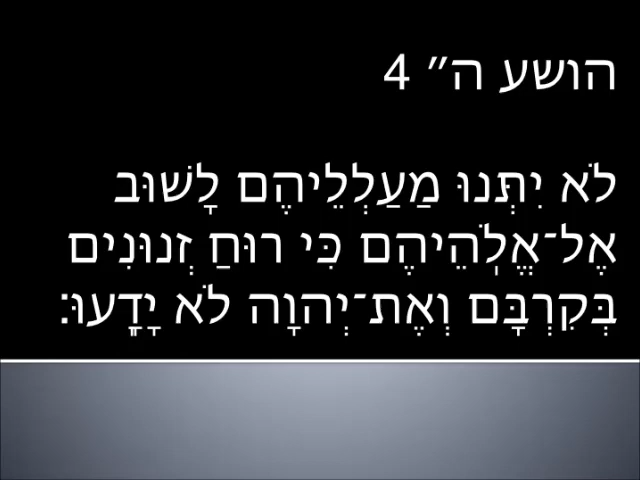 הושע ה״ 4
לֹא יִתְּנוּ מַעַלְלֵיהֶם לָשׁוּב
אֶל־אֱלֹֽהֵיהֶם כִּי רוּחַ זְנוּנִים
בְּקִרְבָּם וְאֶת־יְהוָה לֹא יָדָֽעוּ׃